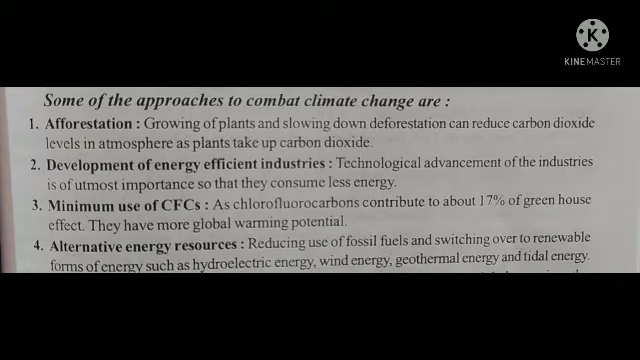 K
KINEMASTER
Some of the approaches to combat climate change are :
1. Afforestation : Growing of plants and slowing down deforestation can reduce carbon dioxide
levels in atmosphere as plants take up carbon dioxide.
2. Development of energy efficient industries : Technological advancement of the industries
is of utmost importance so that they consume less energy.
3. Minimum use of CFCs : As chlorofluorocarbons contribute to about 17% of green house
effect. They have more global warming potential.
4. Alternative energy resources : Reducing use of fossil fuels and switching over to renewable
forms of energy such as hydroelectric energy, wind energy, geothermal energy and tidal energy.